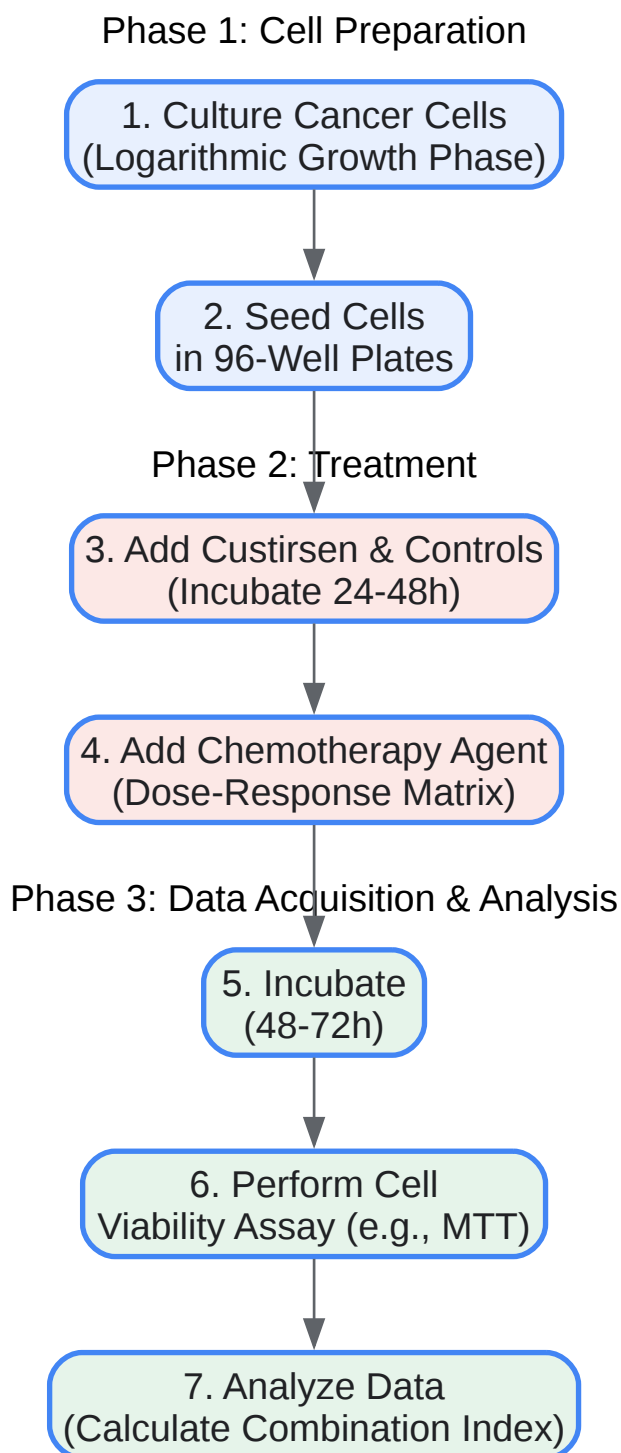 Phase 1: Cell Preparation
1. Culture Cancer Cells
(Logarithmic Growth Phase)
2. Seed Cells
in 96-Well Plates
Phase 2: Treatment
3. Add Custirsen & Controls
(Incubate 24-48h)
4. Add Chemotherapy Agent
(Dose-Response Matrix)
Phase 3: Data Acquisition & Analysis
5. Incubate
(48-72h)
6. Perform Cell
Viability Assay (e.g., MTT)
7. Analyze Data
(Calculate Combination Index)